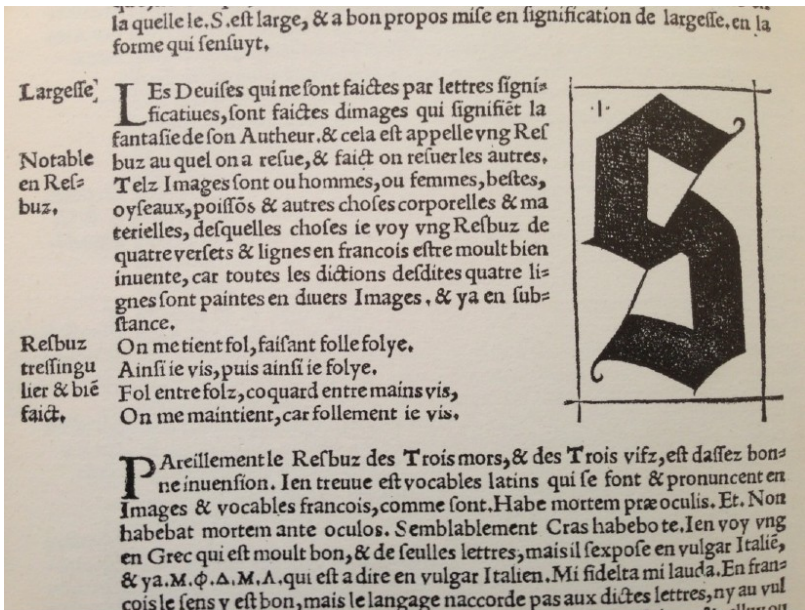 la quelle le.S.eſt large, & a bon propos miſe en ſignification de largeſſe, en la
forme qui ſenſuyt.
Largeſſe.
LEs Deuiſes qui ne ſont faictes par lettres ſigni⸗
ficatiues, ſont faictes dimages qui ſignifiẽt la
fantaſie de ſon Autheur. & cela eſt appelle vng Reſ
Notable
buz au quel on a reſue, & faict on reſuer les autres.
en Reſ⸗
Telz Images ſont ou hommes, ou femmes, beſtes,
buz.
oyſeaux, poiſſõs & autres choſes corporelles & ma
terielles, deſquelles choſes ie voy vng Reſbuz de
quatre verſets & lignes en francois eſtre moult bien
inuente, car toutes les dictions deſdites quatre li⸗
gnes ſont paintes en diuers Images, & ya en ſub⸗
ſtance.
Reſbuz
On me tient fol, faiſant folle folye.
treſſingu
Ainſi ie vis, puis ainſi ie folye.
lier & biẽ
Fol entre folz, coquard entre mains vis,
faict.
On me maintient, car follement ie vis.
S
PAreillement le Reſbuz des Trois mors, & des Trois vifz, eſt daſſez bon⸗
ne inuenſion. Ien treuue eſt vocables latins qui ſe font & pronuncent en
Images & vocables francois, comme ſont. Habe mortem præ oculis. Et. Non
habebat mortem ante oculos. Semblablement Cras habebo te. Ien voy vng
en Grec qui eſt moult bon, & de ſeulles lettres, mais il ſexpoſe en vulgar Italiẽ,
& ya.M.Φ.Δ.M.Λ.qui eſt a dire en vulgar Italien. Mi fidelta mi lauda. En fran⸗
cois le ſens y eſt bon, mais le langage naccorde pas aux dictes lettres, ny au vul